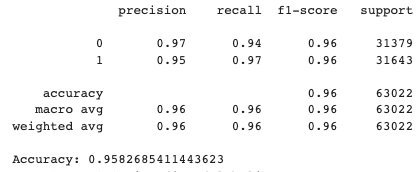 precision recall f1-score support
0 0.97 0.94 0.96 31379
1 0.95 0.97 0.96 31643
accuracy 0.96 63022
macro avg 0.96 0.96 0.96 63022
weighted avg 0.96 0.96 0.96 63022
Accuracy: 0.9582685411443623